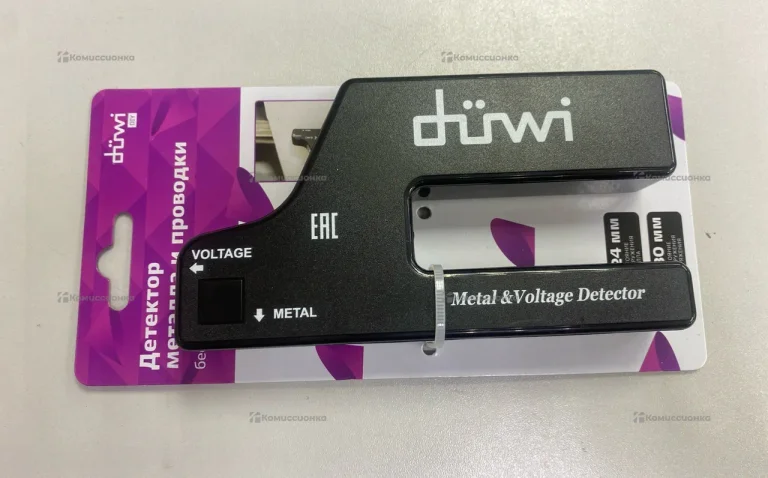 düwi
EAC
VOLTAGE
METAL
Metal &Voltage Detector
düwi
Детектор
металла и проводки
24 мм
30 мм
Комиссионка
Комиссионка
Комиссионка
Комиссионка
Комиссионка
Комиссионка
Комиссионка